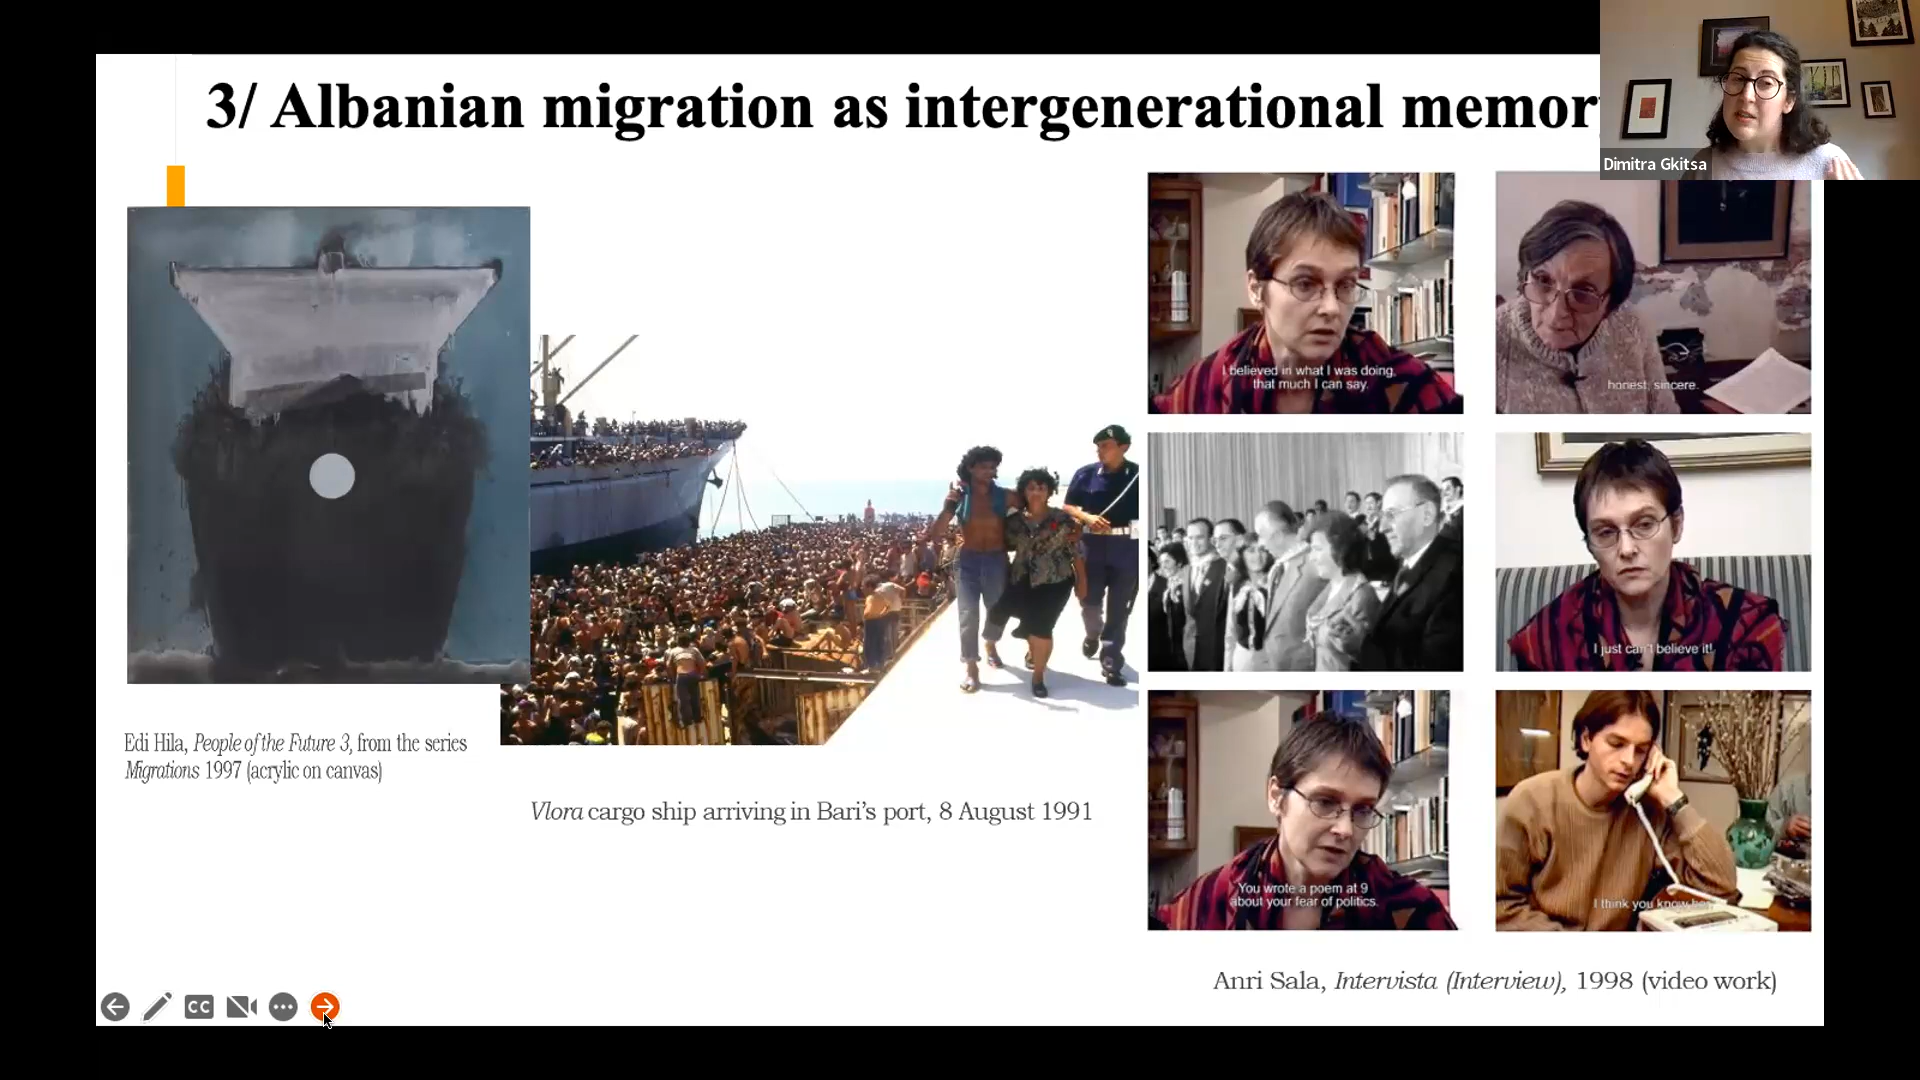 3/ Albanian migration as intergenerational memor
Dimitra Gkitsa
I believed in what I was doing,
that much I can say.
honest, sincere.
I just can't believe it!
You wrote a poem at 9
about your fear of politics.
I think you know
Edi Hila, People of the Future 3, from the series
Migrations 1997 (acrylic on canvas)
Vlora cargo ship arriving in Bari's port, 8 August 1991
Anri Sala, Intervista (Interview), 1998 (video work)
CC